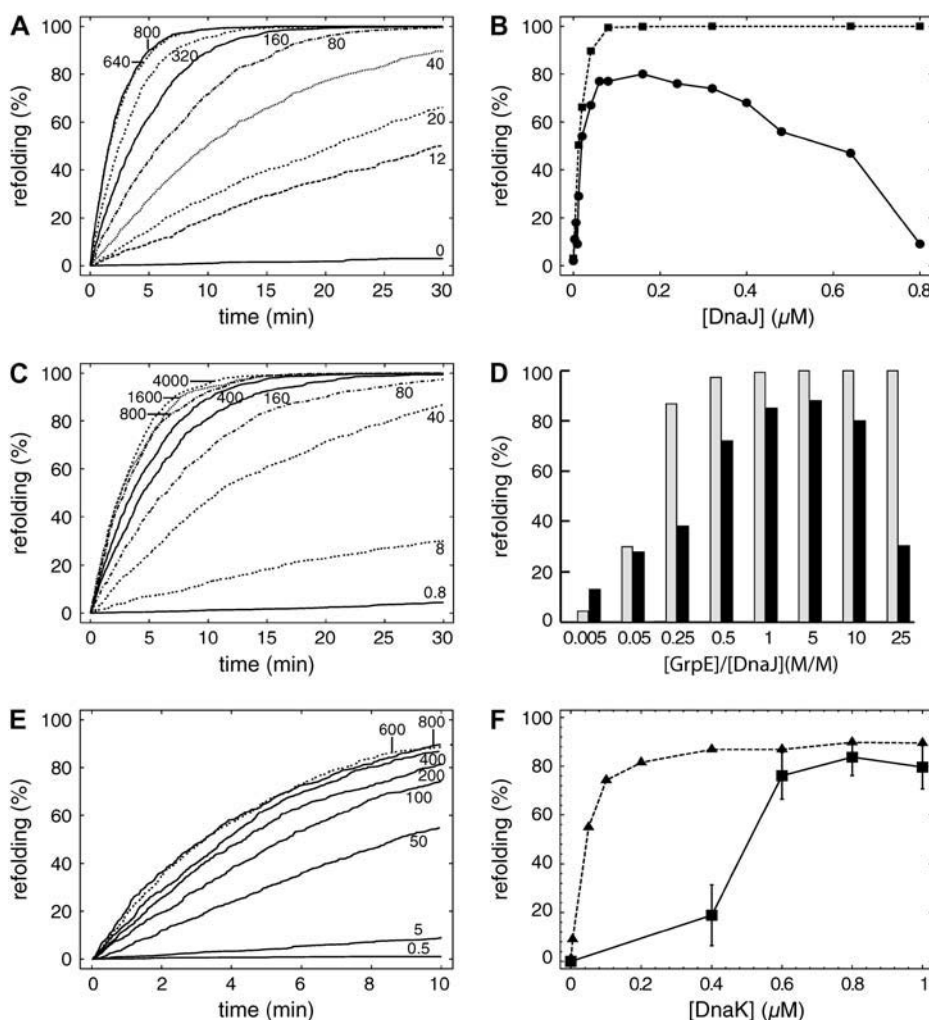 A
refolding (%)
100
80
60
40
20
0
800
640
320
160
80
40
20
12
0
0 5 10 15 20 25 30
time (min)
B
refolding (%)
100
80
60
40
20
0
0 0.2 0.4 0.6 0.8
[DnaJ] (µM)
C
refolding (%)
100
80
60
40
20
0
4000
1600
800
400
160
80
40
8
0.8
0 5 10 15 20 25 30
time (min)
D
refolding (%)
100
80
60
40
20
0
0.005 0.05 0.25 0.5 1 5 10 25
[GrpE]/[DnaJ](M/M)
E
refolding (%)
100
80
60
40
20
0
600
800
400
200
100
50
5
0.5
0 2 4 6 8 10
time (min)
F
refolding (%)
100
80
60
40
20
0
0 0.2 0.4 0.6 0.8 1
[DnaK] (µM)